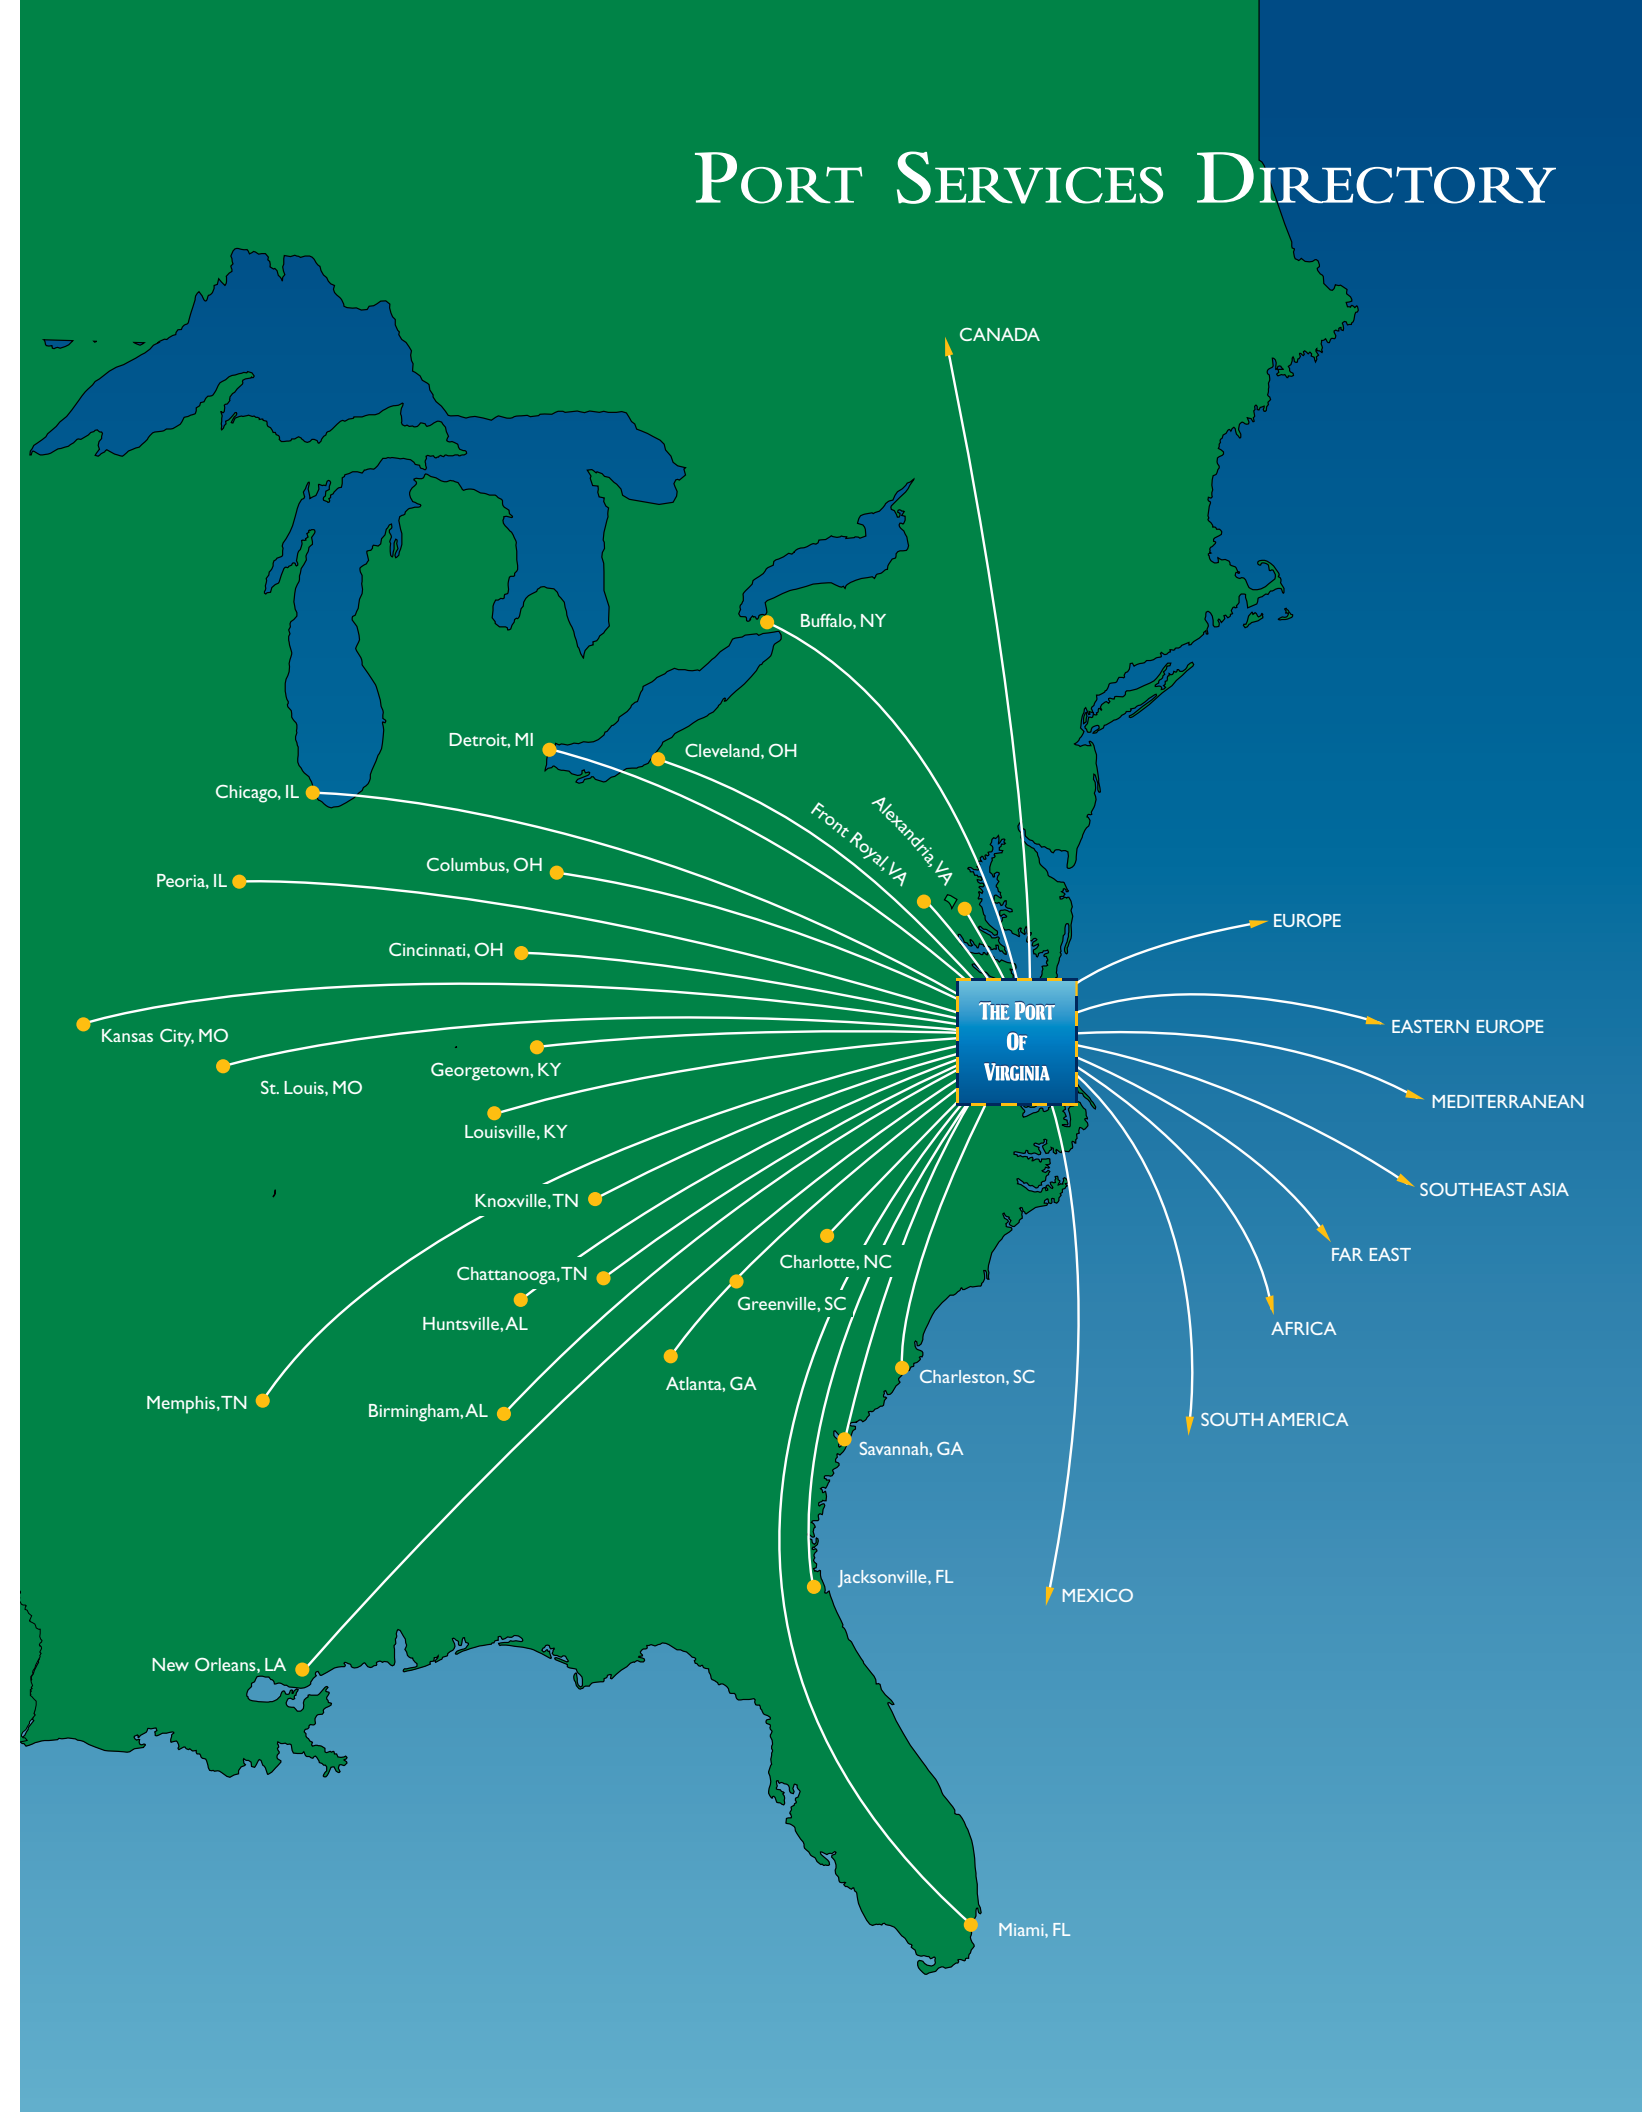 PORT SERVICES DIRECTORY
CANADA
Buffalo, NY
Detroit, MI
Cleveland, OH
Chicago, IL
Front Royal, VA
Alexandria, VA
Columbus, OH
Peoria, IL
EUROPE
Cincinnati, OH
THE PORT
OF
VIRGINIA
EASTERN EUROPE
Kansas City, MO
Georgetown, KY
St. Louis, MO
MEDITERRANEAN
Louisville, KY
SOUTHEAST ASIA
Knoxville, TN
FAR EAST
Charlotte, NC
Chattanooga, TN
Greenville, SC
Huntsville, AL
AFRICA
Charleston, SC
Atlanta, GA
Memphis, TN
Birmingham, AL
SOUTH AMERICA
Savannah, GA
Jacksonville, FL
MEXICO
New Orleans, LA
Miami, FL